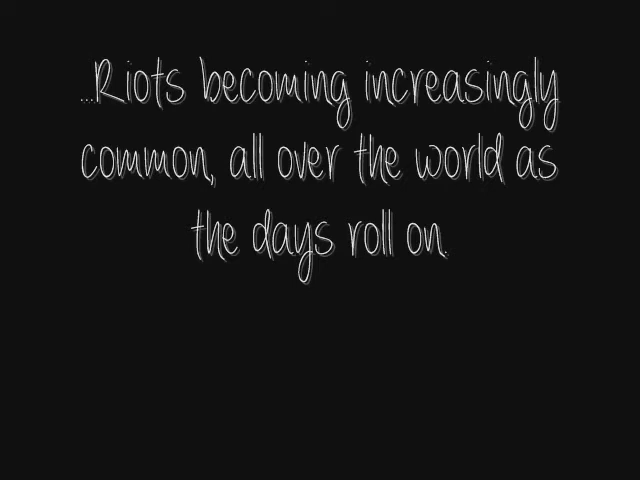 ...Riots becoming increasingly
common, all over the world as
the days roll on.